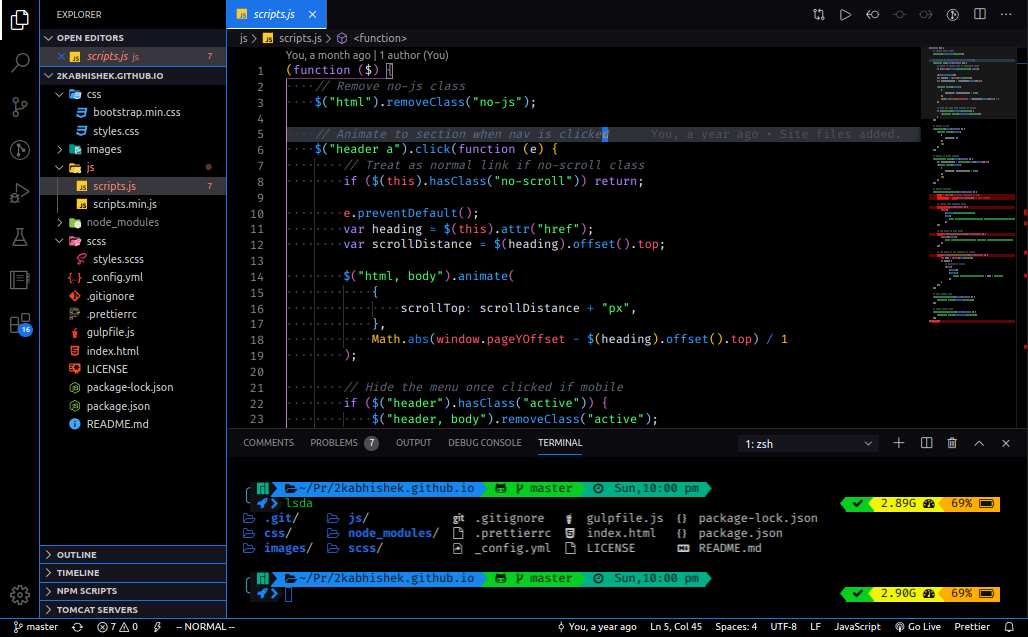 EXPLORER
OPEN EDITORS
scripts.js js 7
2KABHISHEK.GITHUB.IO
css
bootstrap.min.css
styles.css
images
js
scripts.js 7
scripts.min.js
node_modules
scss
styles.scss
_config.yml
.gitignore
.prettierrc
gulpfile.js
index.html
LICENSE
package-lock.json
package.json
README.md
OUTLINE
TIMELINE
NPM SCRIPTS
TOMCAT SERVERS
16
JS scripts.js
js > JS scripts.js > <function>
You, a month ago | 1 author (You)
1 (function ($) {
2 // Remove no-js class
3 $("html").removeClass("no-js");
4
5 // Animate to section when nav is clicked You, a year ago • Site files added.
6 $("header a").click(function (e) {
7 // Treat as normal link if no-scroll class
8 if ($(this).hasClass("no-scroll")) return;
9
10 e.preventDefault();
11 var heading = $(this).attr("href");
12 var scrollDistance = $(heading).offset().top;
13
14 $("html, body").animate(
15 {
16 scrollTop: scrollDistance + "px",
17 },
18 Math.abs(window.pageYOffset - $(heading).offset().top) / 1
19 );
20
21 // Hide the menu once clicked if mobile
22 if ($("header").hasClass("active")) {
23 $("header, body").removeClass("active");
COMMENTS PROBLEMS 7 OUTPUT DEBUG CONSOLE TERMINAL 1: zsh
~/Pr/2kabhishek.github.io master Sun,10:00 pm
lsda 2.89G 69%
.git/ js/ .gitignore gulpfile.js package-lock.json
css/ node_modules/ .prettierrc index.html package.json
images/ scss/ _config.yml LICENSE README.md
~/Pr/2kabhishek.github.io master Sun,10:00 pm
2.90G 69%
master 7 0 -- NORMAL -- You, a year ago Ln 5, Col 45 Spaces: 4 UTF-8 LF JavaScript Go Live Prettier